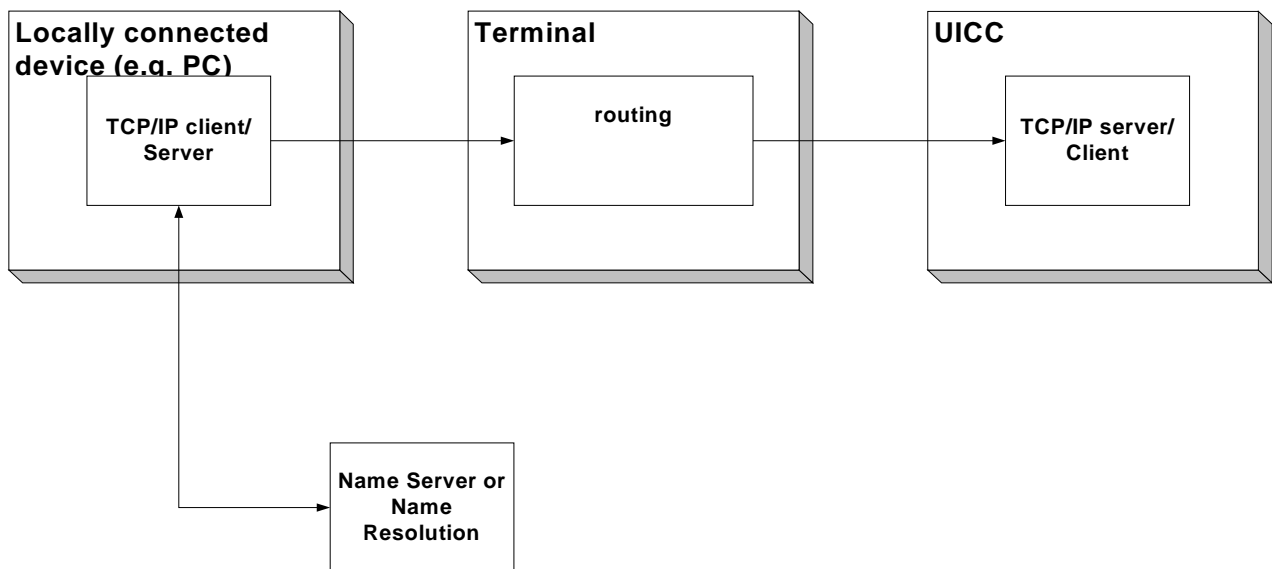 Locally connected
device (e.g. PC)
TCP/IP client/
Server
Terminal
routing
UICC
TCP/IP server/
Client
Name Server or
Name
Resolution